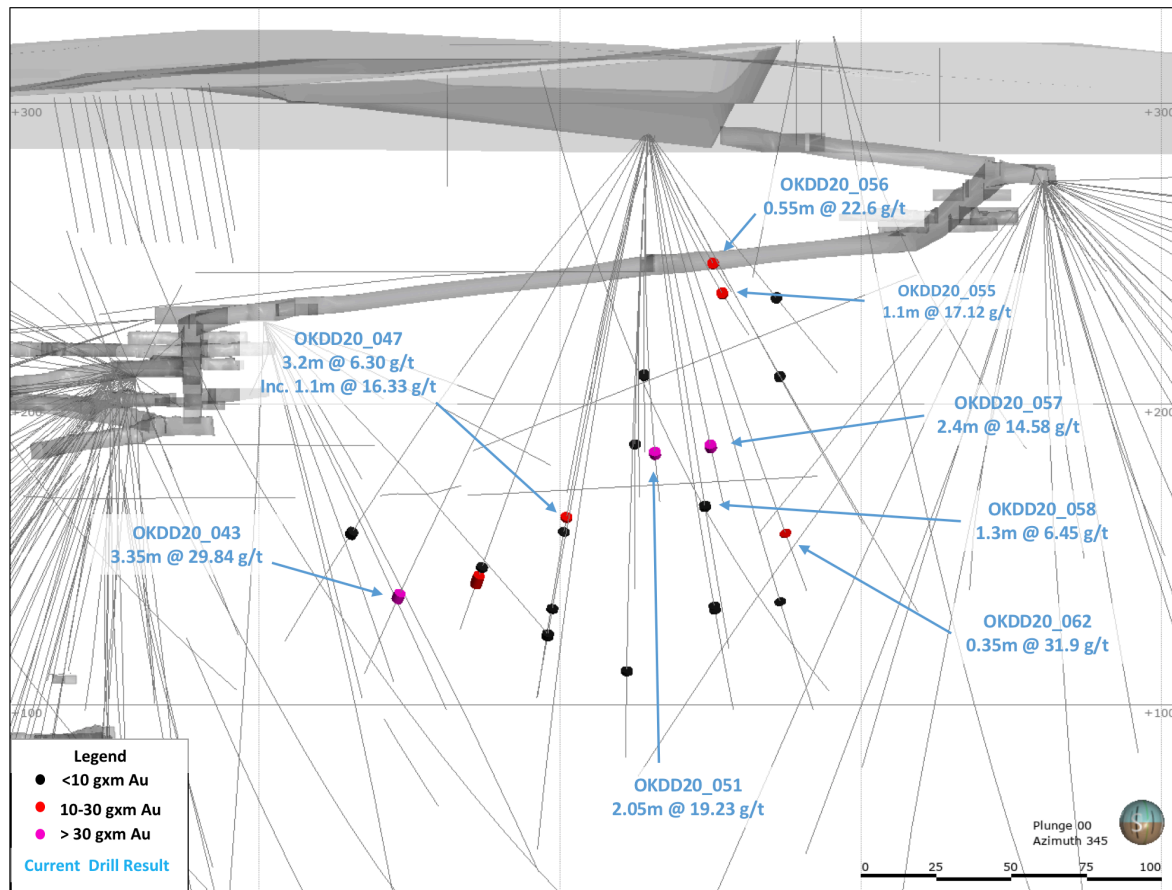 +300
+300
OKDD20_056
0.55m @ 22.6 g/t
OKDD20_055
1.1m @ 17.12 g/t
OKDD20_047
3.2m @ 6.30 g/t
Inc. 1.1m @ 16.33 g/t
+200
+200
OKDD20_057
2.4m @ 14.58 g/t
OKDD20_058
1.3m @ 6.45 g/t
OKDD20_043
3.35m @ 29.84 g/t
OKDD20_062
0.35m @ 31.9 g/t
+100
+100
OKDD20_051
2.05m @ 19.23 g/t
Legend
<10 gxm Au
10-30 gxm Au
> 30 gxm Au
Current Drill Result
Plunge 00
Azimuth 345
S
0 25 50 75 100